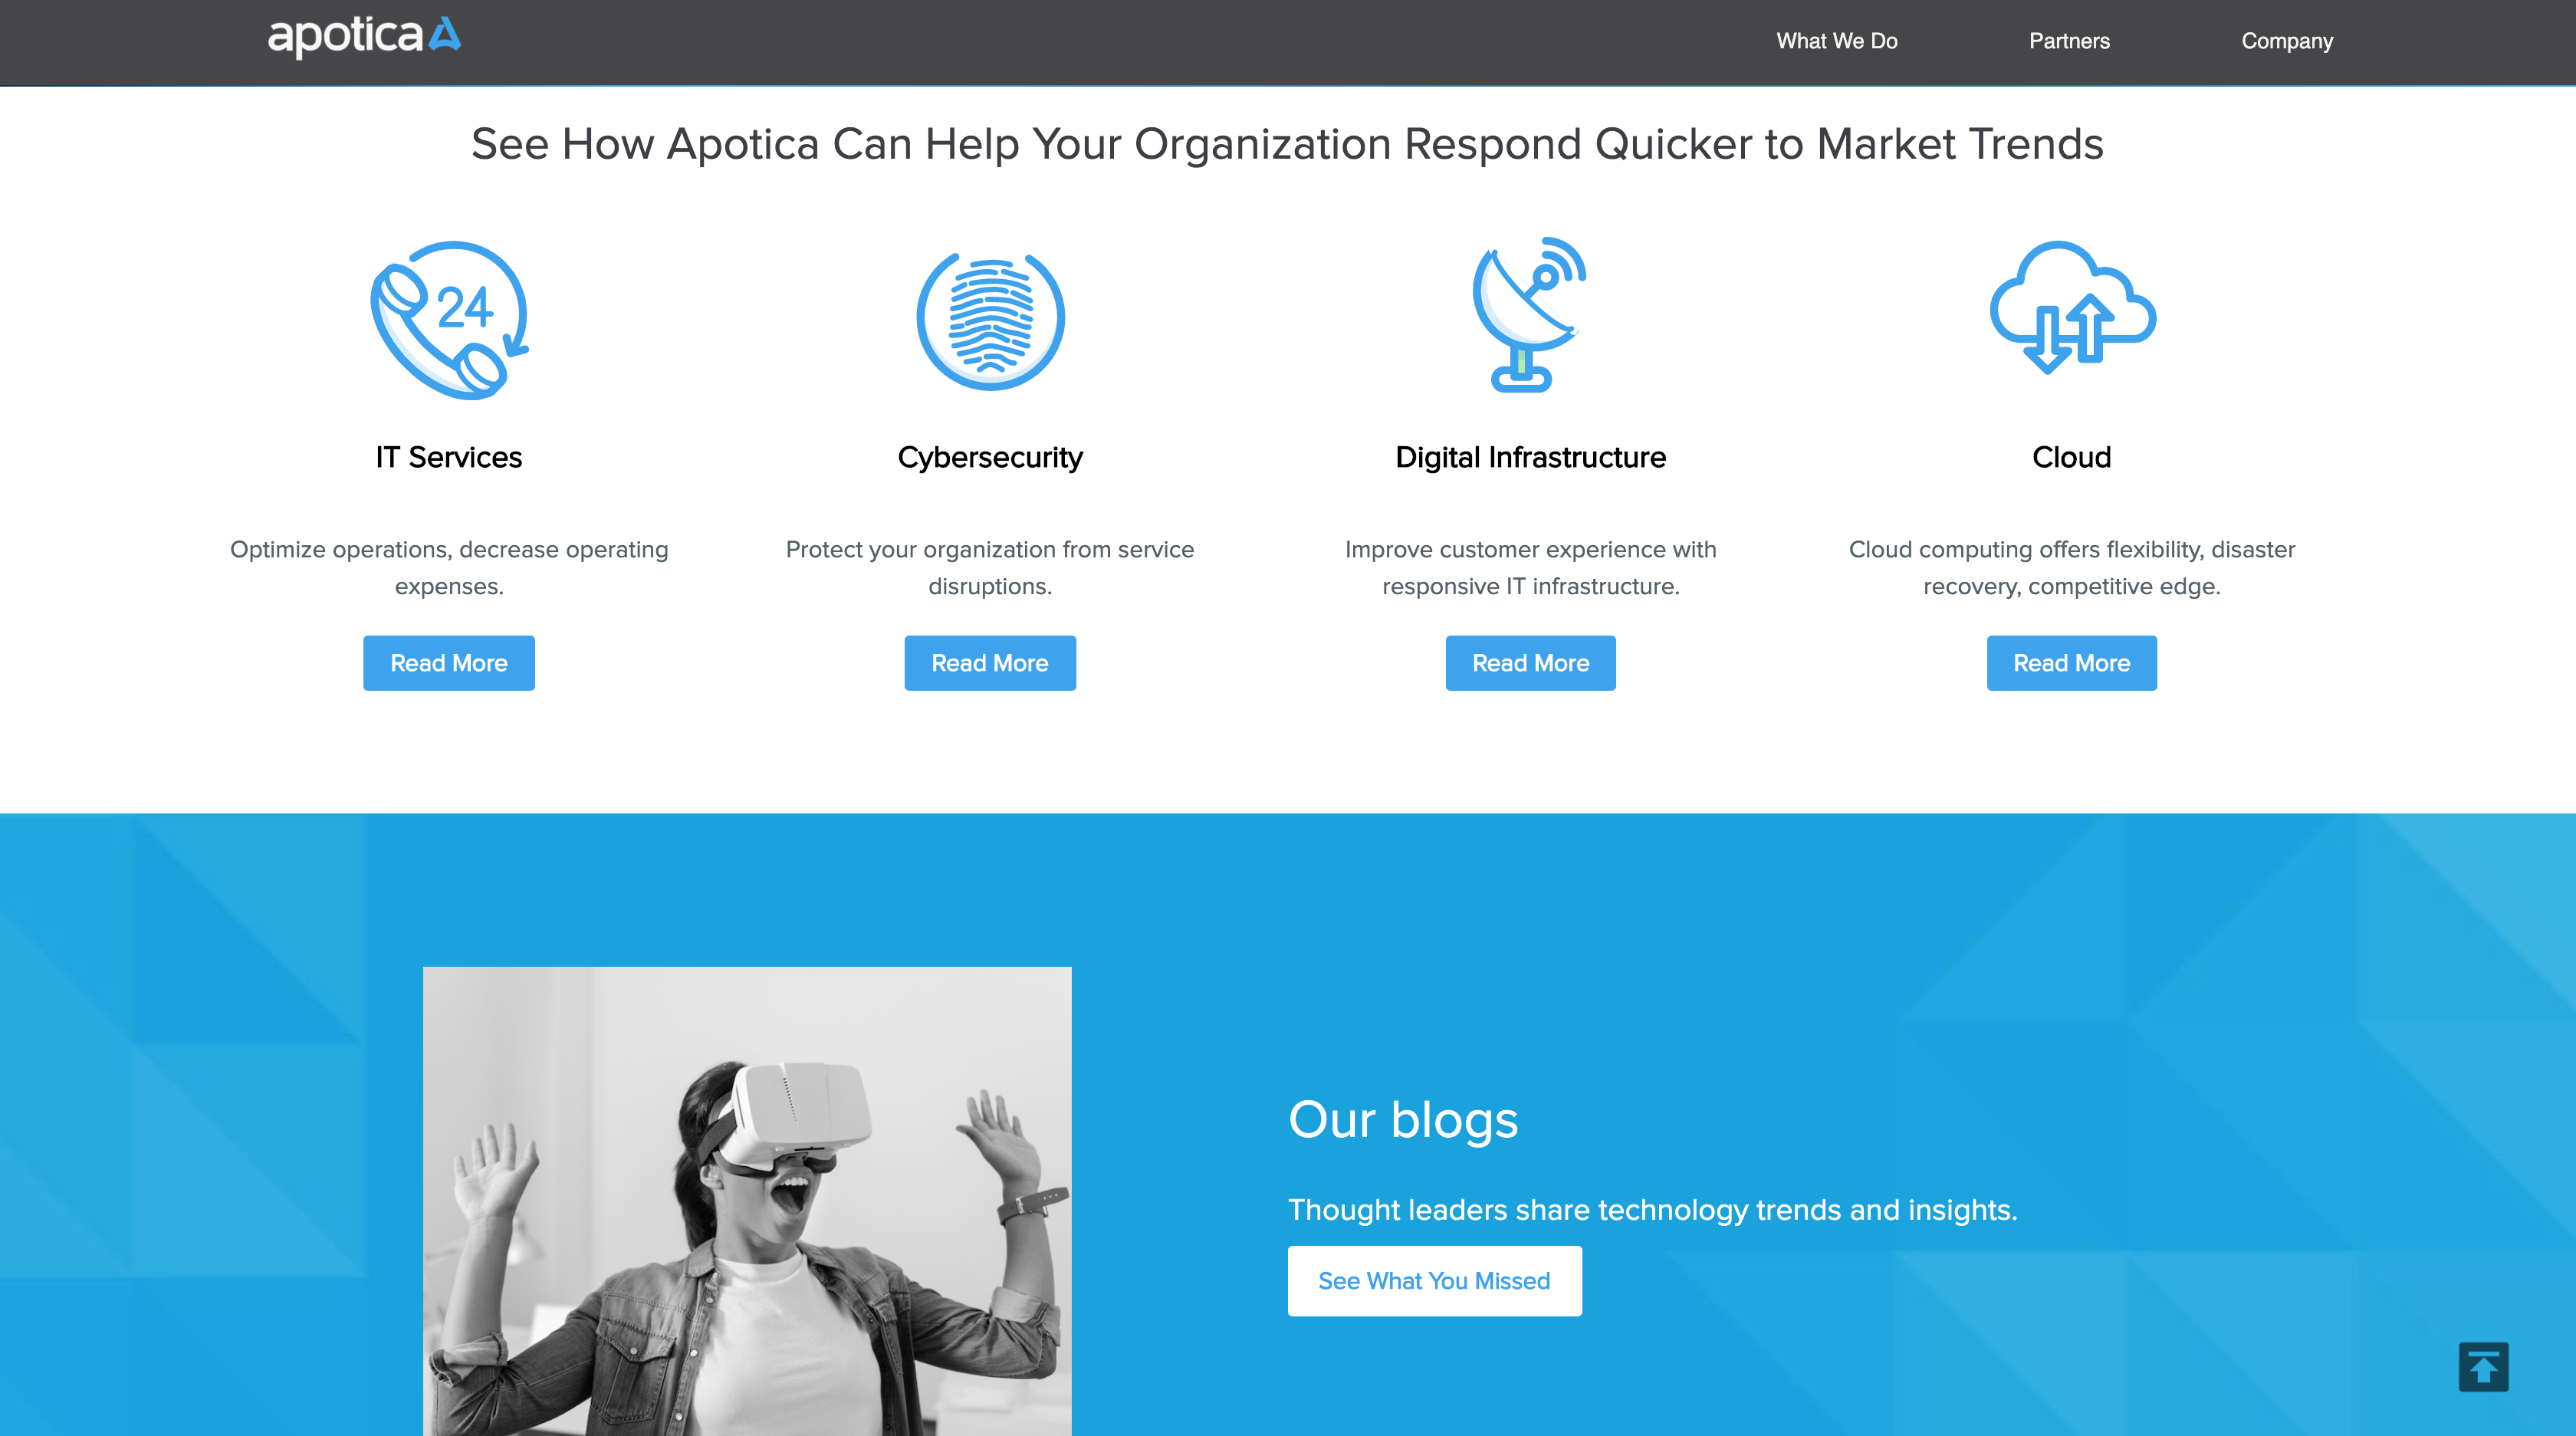 apotica
What We Do
Partners
Company
See How Apotica Can Help Your Organization Respond Quicker to Market Trends
24
IT Services
Optimize operations, decrease operating
expenses.
Read More
Cybersecurity
Protect your organization from service
disruptions.
Read More
Digital Infrastructure
Improve customer experience with
responsive IT infrastructure.
Read More
Cloud
Cloud computing offers flexibility, disaster
recovery, competitive edge.
Read More
Our blogs
Thought leaders share technology trends and insights.
See What You Missed